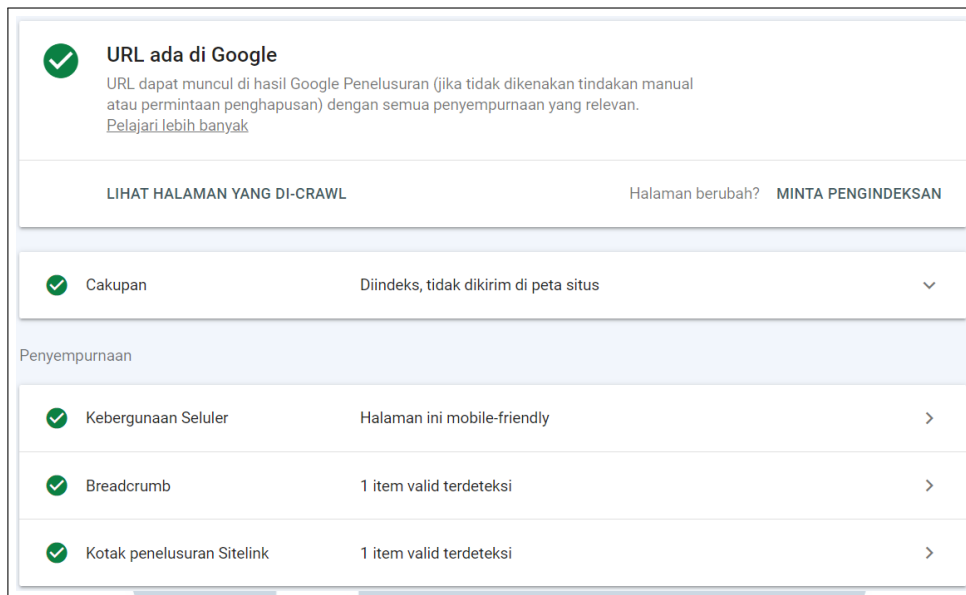 URL ada di Google
URL dapat muncul di hasil Google Penelusuran (jika tidak dikenakan tindakan manual
atau permintaan penghapusan) dengan semua penyempurnaan yang relevan.
Pelajari lebih banyak
LIHAT HALAMAN YANG DI-CRAWL Halaman berubah? MINTA PENGINDEKSAN
Cakupan Diindeks, tidak dikirim di peta situs
Penyempurnaan
Kebergunaan Seluler Halaman ini mobile-friendly
Breadcrumb 1 item valid terdeteksi
Kotak penelusuran Sitelink 1 item valid terdeteksi